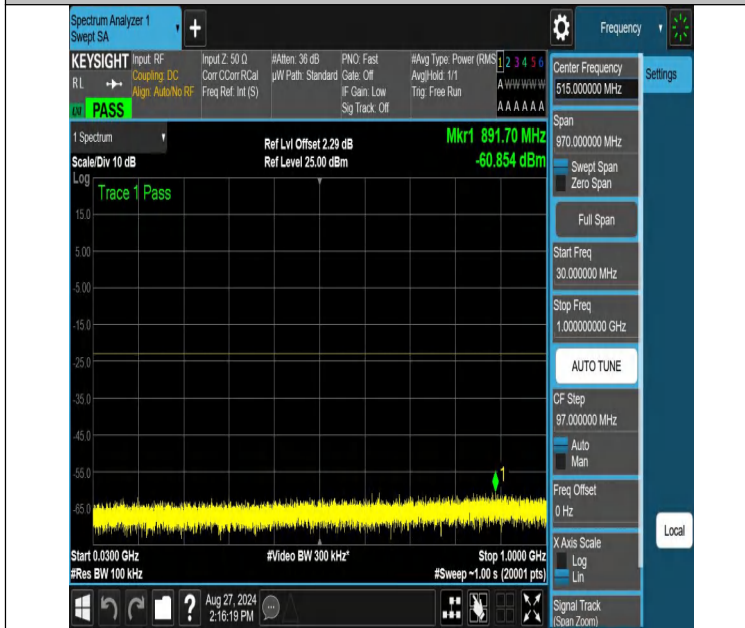 Spectrum Analyzer 1
Swept SA
+
Frequency
KEYSIGHT
RL
PASS
Input: RF
Coupling: DC
Align: Auto/No RF
Input Z: 50 Ω
Corr CCorr RCal
Freq Ref: Int (S)
#Atten: 36 dB
µW Path: Standard
PNO: Fast
Gate: Off
IF Gain: Low
Sig Track: Off
#Avg Type: Power (RMS
Avg|Hold: 1/1
Trig: Free Run
1 2 3 4 5 6
A W W W W W
A A A A A A
1 Spectrum
Scale/Div 10 dB
Ref Lvl Offset 2.29 dB
Ref Level 25.00 dBm
Mkr1 891.70 MHz
-60.854 dBm
Log
Trace 1 Pass
15.0
5.00
-5.00
-15.0
-25.0
-35.0
-45.0
-55.0
-65.0
1
Start 0.0300 GHz
#Res BW 100 kHz
#Video BW 300 kHz*
Stop 1.0000 GHz
#Sweep ~1.00 s (20001 pts)
?
Aug 27, 2024
2:16:19 PM
Center Frequency
515.000000 MHz
Settings
Span
970.000000 MHz
Swept Span
Zero Span
Full Span
Start Freq
30.000000 MHz
Stop Freq
1.000000000 GHz
AUTO TUNE
CF Step
97.000000 MHz
Auto
Man
Freq Offset
0 Hz
X Axis Scale
Log
Lin
Local
Signal Track
(Span Zoom)